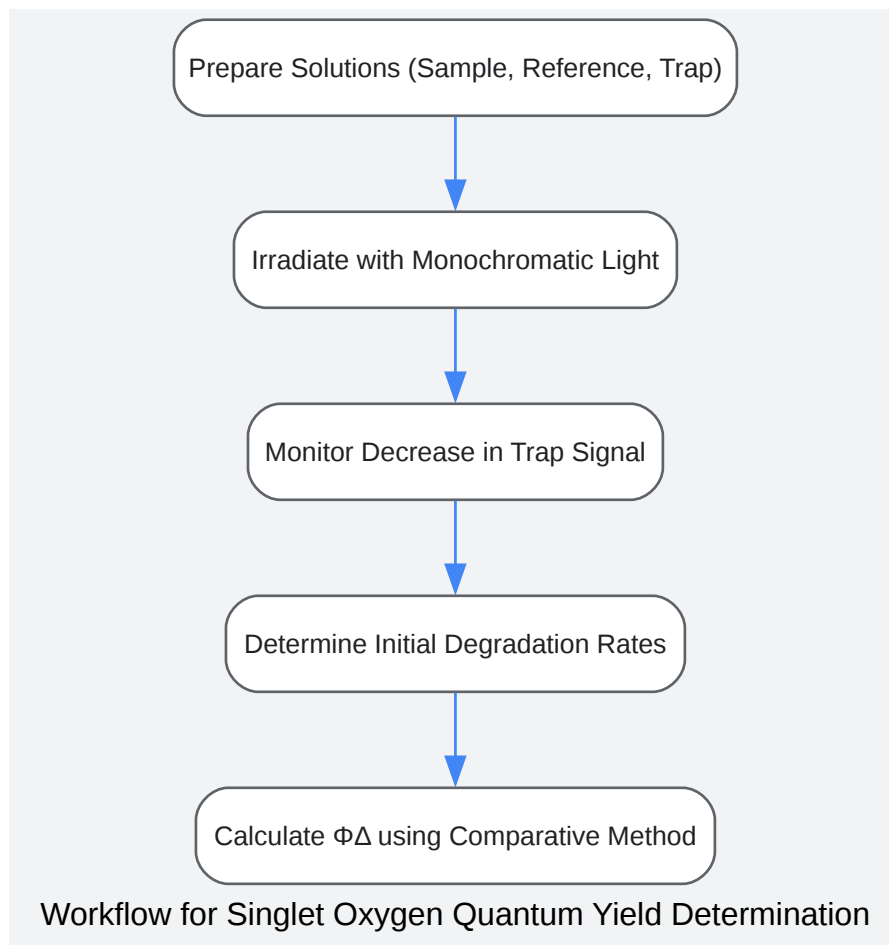 Prepare Solutions (Sample, Reference, Trap)
Irradiate with Monochromatic Light
Monitor Decrease in Trap Signal
Determine Initial Degradation Rates
Calculate ΦΔ using Comparative Method
Workflow for Singlet Oxygen Quantum Yield Determination